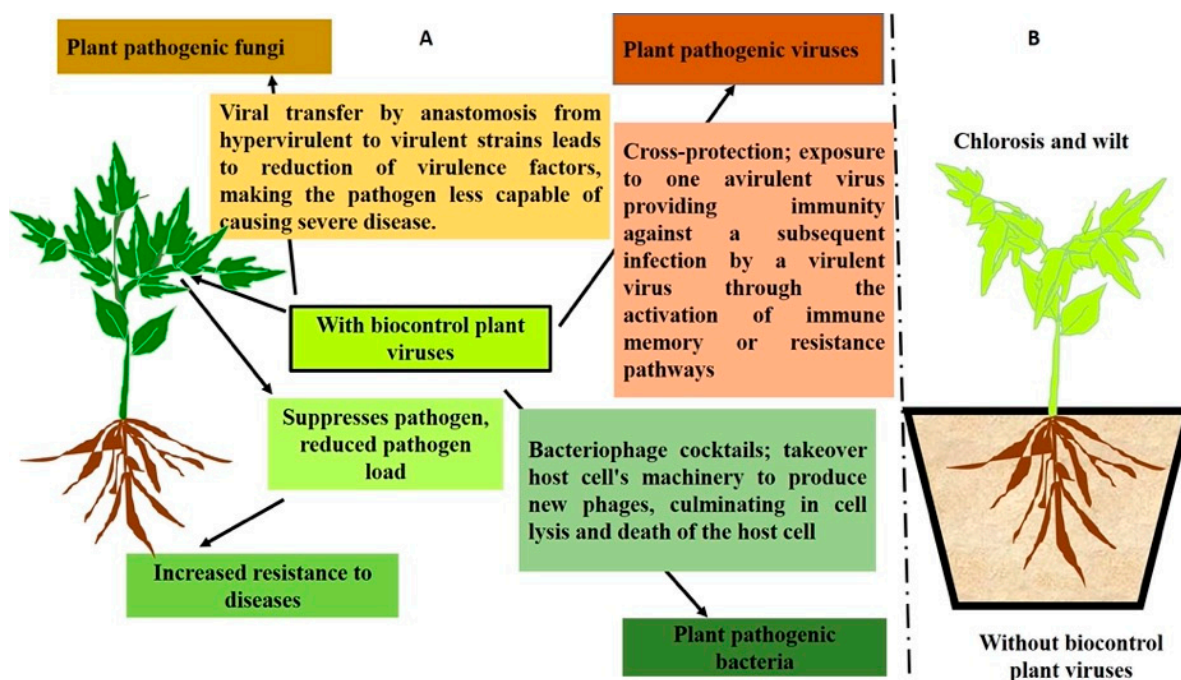 A
B
Plant pathogenic fungi
Plant pathogenic viruses
Viral transfer by anastomosis from
hypervirulent to virulent strains leads
to reduction of virulence factors,
making the pathogen less capable of
causing severe disease.
Cross-protection; exposure
to one avirulent virus
providing immunity
against a subsequent
infection by a virulent
virus through the
activation of immune
memory or resistance
pathways
Chlorosis and wilt
With biocontrol plant
viruses
Suppresses pathogen,
reduced pathogen
load
Bacteriophage cocktails; takeover
host cell's machinery to produce
new phages, culminating in cell
lysis and death of the host cell
Increased resistance to
diseases
Plant pathogenic
bacteria
Without biocontrol
plant viruses